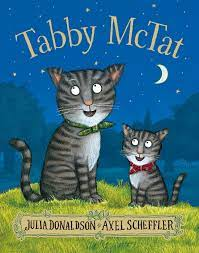 Tabby McTat
JULIA DONALDSON • AXEL SCHEFFLER